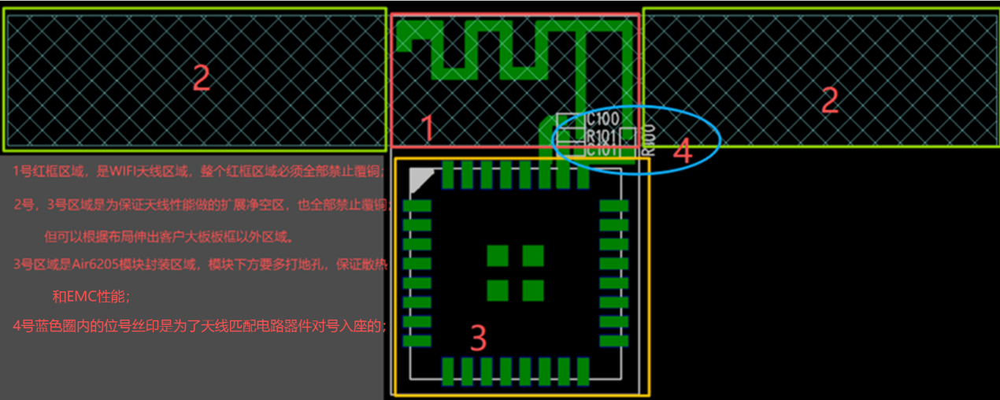 2
1
2
C100
R101
C101
R100
4
1号红框区域，是WIFI天线区域，整个红框区域必须全部禁止覆铜；
2号，3号区域是为保证天线性能做的扩展净空区，也全部禁止覆铜；
但可以根据布局伸出客户大板板框以外区域。
3号区域是Air6205模块封装区域，模块下方要多打地孔，保证散热
和EMC性能；
4号蓝色圈内的位号丝印是为了天线匹配电路器件对号入座的；
3